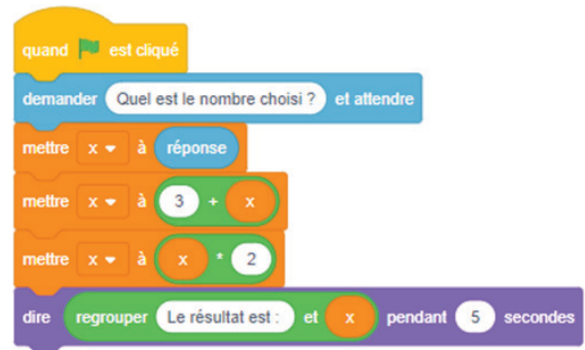 quand est cliqué
demander Quel est le nombre choisi ? et attendre
mettre x à réponse
mettre x à 3 + x
mettre x à x * 2
dire regrouper Le résultat est : et x pendant 5 secondes